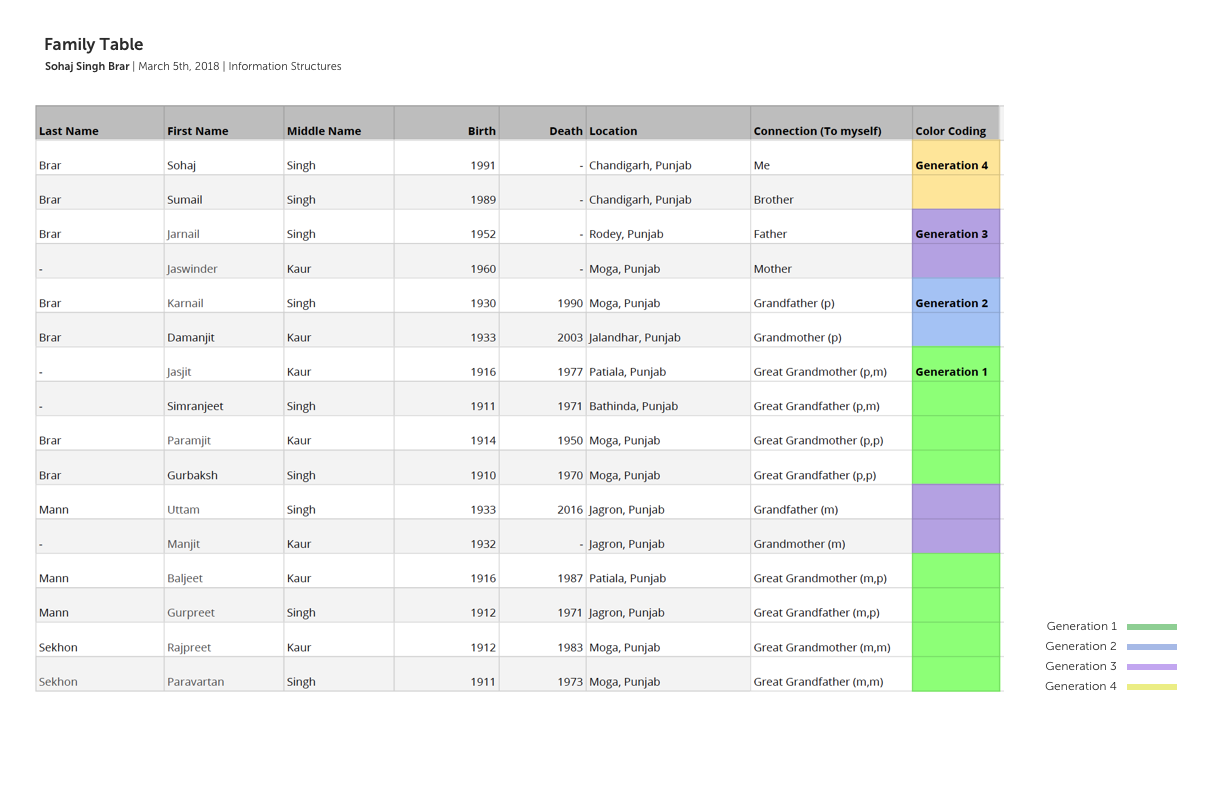 Family Table
Sohaj Singh Brar | March 5th, 2018 | Information Structures
Last Name First Name Middle Name Birth Death Location Connection (To myself) Color Coding
Brar Sohaj Singh 1991 - Chandigarh, Punjab Me Generation 4
Brar Sumail Singh 1989 - Chandigarh, Punjab Brother
Brar Jarnail Singh 1952 - Rodey, Punjab Father Generation 3
- Jaswinder Kaur 1960 - Moga, Punjab Mother
Brar Karnail Singh 1930 1990 Moga, Punjab Grandfather (p) Generation 2
Brar Damanjit Kaur 1933 2003 Jalandhar, Punjab Grandmother (p)
- Jasjit Kaur 1916 1977 Patiala, Punjab Great Grandmother (p,m) Generation 1
- Simranjeet Singh 1911 1971 Bathinda, Punjab Great Grandfather (p,m)
Brar Paramjit Kaur 1914 1950 Moga, Punjab Great Grandmother (p,p)
Brar Gurbaksh Singh 1910 1970 Moga, Punjab Great Grandfather (p,p)
Mann Uttam Singh 1933 2016 Jagron, Punjab Grandfather (m)
- Manjit Kaur 1932 - Jagron, Punjab Grandmother (m)
Mann Baljeet Kaur 1916 1987 Patiala, Punjab Great Grandmother (m,p)
Mann Gurpreet Singh 1912 1971 Jagron, Punjab Great Grandfather (m,p)
Sekhon Rajpreet Kaur 1912 1983 Moga, Punjab Great Grandmother (m,m)
Sekhon Paravartan Singh 1911 1973 Moga, Punjab Great Grandfather (m,m)
Generation 1
Generation 2
Generation 3
Generation 4